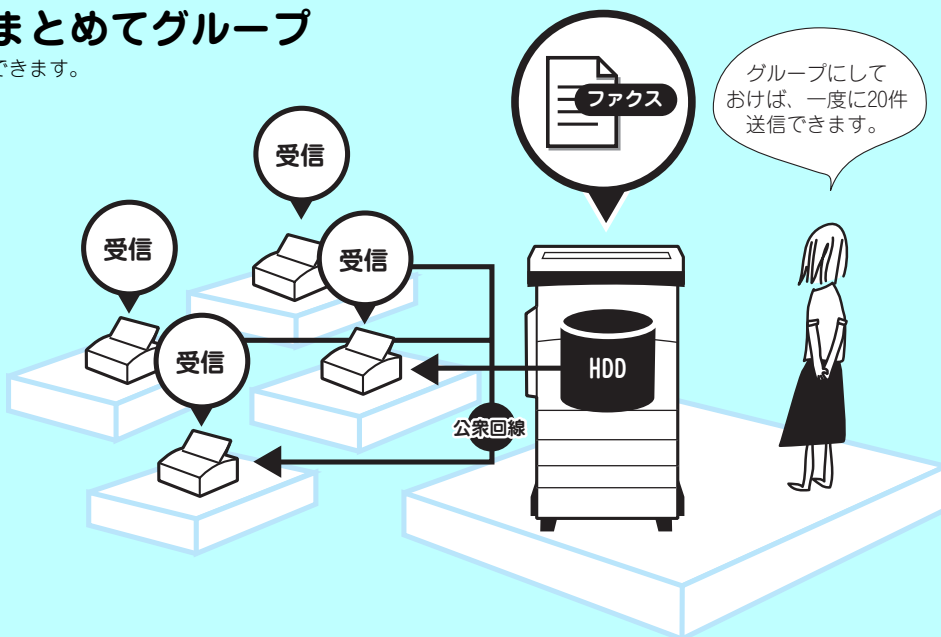 まとめてグループ
できます。
ファクス
グループにして
おけば、一度に20件
送信できます。
受信
受信
受信
受信
HDD
公衆回線